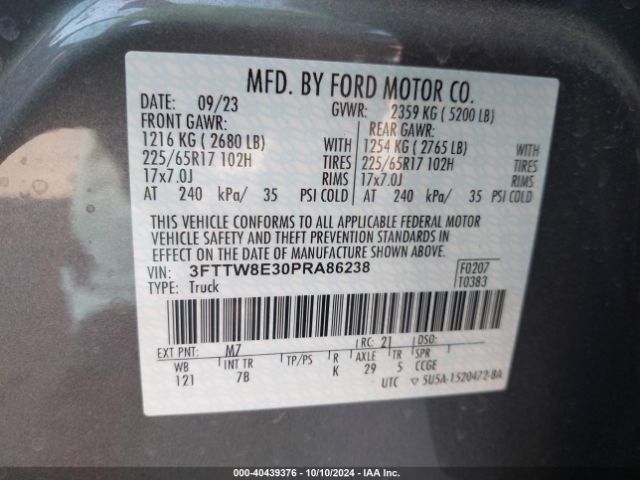 MFD. BY FORD MOTOR CO.
DATE: 09/23 GVWR: 2359 KG ( 5200 LB)
FRONT GAWR: REAR GAWR:
1216 KG ( 2680 LB) WITH 1254 KG ( 2765 LB) WITH
225/65R17 102H TIRES 225/65R17 102H TIRES
17x7.0J RIMS 17x7.0J RIMS
AT 240 kPa/ 35 PSI COLD AT 240 kPa/ 35 PSI COLD
THIS VEHICLE CONFORMS TO ALL APPLICABLE FEDERAL MOTOR
VEHICLE SAFETY AND THEFT PREVENTION STANDARDS IN
EFFECT ON THE DATE OF MANUFACTURE SHOWN ABOVE.
VIN: 3FTTW8E30PRA86238 F0207
TYPE: Truck T0383
EXT PNT: M7 RC: 21 DSO:
WB INT TR TP/PS R AXLE TR SPR
121 7B K 29 5 CCGE
UTC 5U5A-1520472-BA
000-40439376 - 10/10/2024 - IAA Inc.